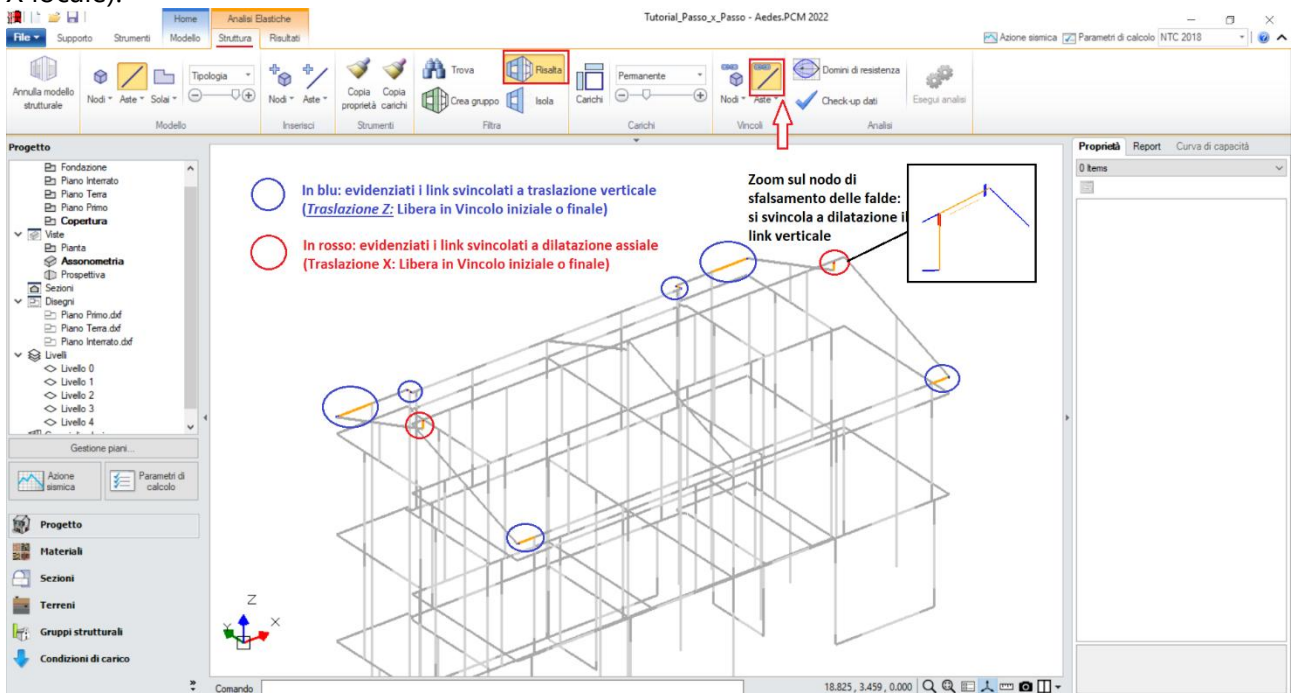 X locale).
Tutorial_Passo_x_Passo - Aedes.PCM 2022
Home
Analisi Elastiche
File
Supporto
Strumenti
Modello
Struttura
Risultati
Azione sismica
Parametri di calcolo
NTC 2018
Annulla modello
strutturale
Nodi
Aste
Solai
Tipologia
Modello
Nodi
Aste
Inserisci
Copia
proprietà
Copia
carichi
Strumenti
Trova
Crea gruppo
Risalta
Isola
Filtra
Carichi
Permanente
Carichi
Nodi
Aste
Vincoli
Domini di resistenza
Check-up dati
Esegui analisi
Analisi
Progetto
Fondazione
Piano Interrato
Piano Terra
Piano Primo
Copertura
Viste
Pianta
Assonometria
Prospettiva
Sezioni
Disegni
Piano Primo.dxf
Piano Terra.dxf
Piano Interrato.dxf
Livelli
Livello 0
Livello 1
Livello 2
Livello 3
Livello 4
Gestione piani...
Azione
sismica
Parametri di
calcolo
Progetto
Materiali
Sezioni
Terreni
Gruppi strutturali
Condizioni di carico
In blu: evidenziati i link svincolati a traslazione verticale
(Traslazione Z: Libera in Vincolo iniziale o finale)
In rosso: evidenziati i link svincolati a dilatazione assiale
(Traslazione X: Libera in Vincolo iniziale o finale)
Zoom sul nodo di
sfalsamento delle falde:
si svincola a dilatazione il
link verticale
Z
Y
X
Comando
18.825 , 3.459 , 0.000
Proprietà
Report
Curva di capacità
0 Items